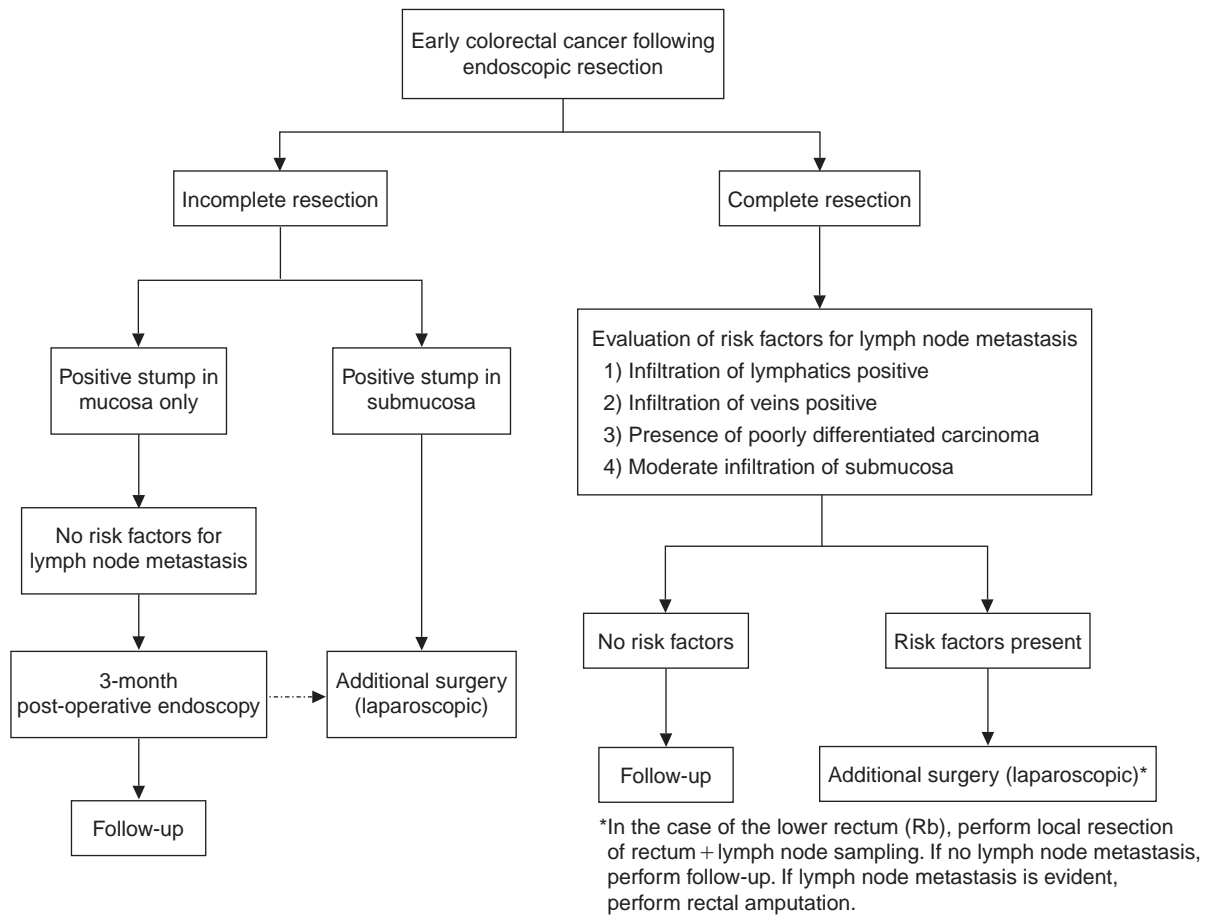 Early colorectal cancer following
endoscopic resection
Incomplete resection
Complete resection
Positive stump in
mucosa only
Positive stump in
submucosa
Evaluation of risk factors for lymph node metastasis
1) Infiltration of lymphatics positive
2) Infiltration of veins positive
3) Presence of poorly differentiated carcinoma
4) Moderate infiltration of submucosa
No risk factors for
lymph node metastasis
No risk factors
Risk factors present
3-month
post-operative endoscopy
Additional surgery
(laparoscopic)
Follow-up
Additional surgery (laparoscopic)*
Follow-up
*In the case of the lower rectum (Rb), perform local resection
of rectum+lymph node sampling. If no lymph node metastasis,
perform follow-up. If lymph node metastasis is evident,
perform rectal amputation.